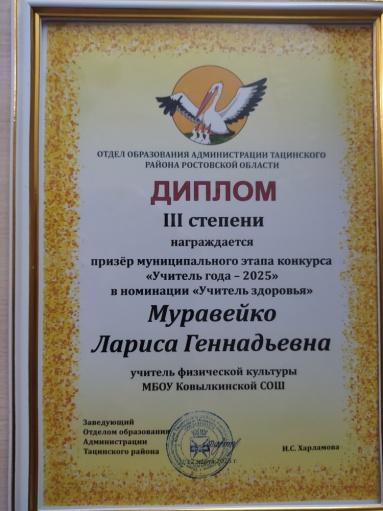 ОТДЕЛ ОБРАЗОВАНИЯ АДМИНИСТРАЦИИ ТАЦИНСКОГО
РАЙОНА РОСТОВСКОЙ ОБЛАСТИ
ДИПЛОМ
III степени
награждается
призёр муниципального этапа конкурса
«Учитель года – 2025»
в номинации «Учитель здоровья»
Муравейко
Лариса Геннадьевна
учитель физической культуры
МБОУ Ковылкинской СОШ
Заведующий
Отделом образования
Администрации
Тацинского района
И.С. Харламова